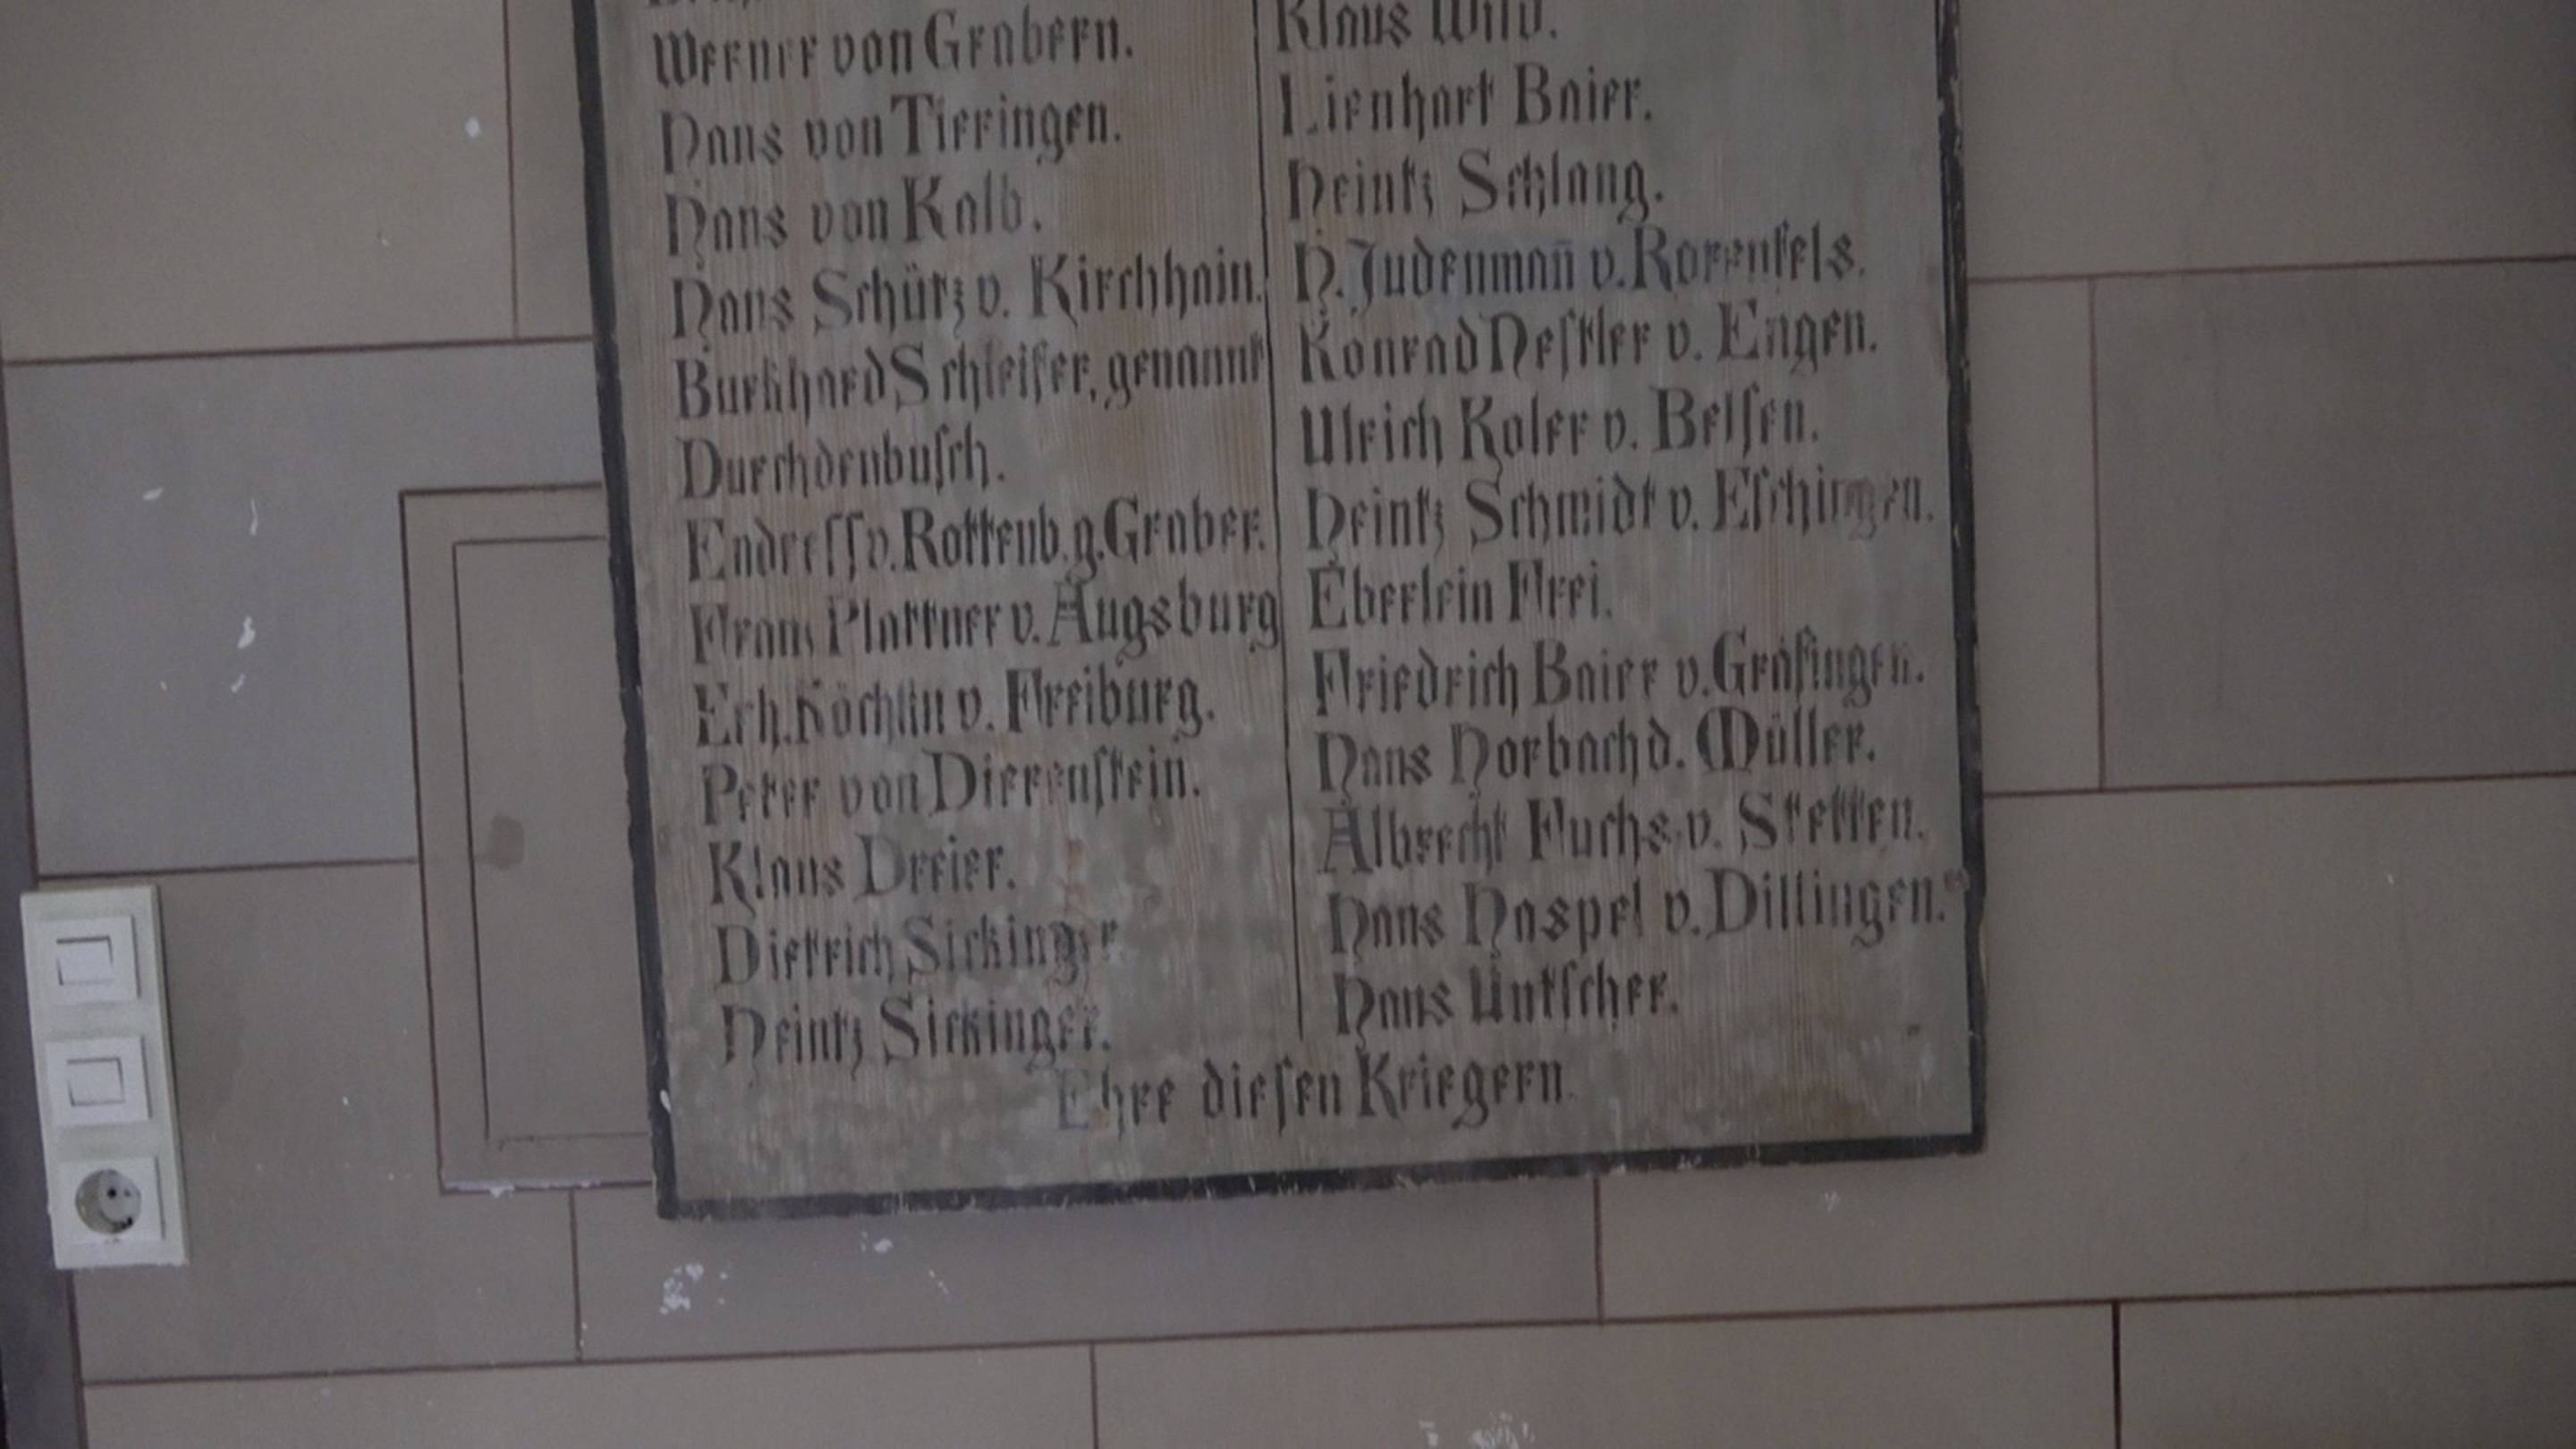 Werner von Grabern.
Hans von Tieringen.
Hans von Kalb.
Hans Schütz v. Kirchhain.
Burkhard Schleifer, genannt
Durchdenbusch.
Endreſſ v. Rottenb. g. Graber.
Franz Plattner v. Augsburg
Erh. Köchlin v. Freiburg.
Peter von Dierenſtein.
Klaus Dreier.
Dietrich Sickinger.
Heintz Sickinger.
Klaus Wild.
Lienhart Baier.
Heintz Schlang.
H. Judenmañ v. Rorenfels.
Konrad Neſtler v. Engen.
Ulrich Koler v. Belſen.
Heintz Schmidt v. Eſchingen.
Eberlein Frei.
Friedrich Baier v. Gräfingen.
Hans Horbach d. Müller.
Albrecht Fuchs v. Stetten.
Hans Haspel v. Dillingen.
Hans Untſcher.
Ehre dieſen Kriegern.